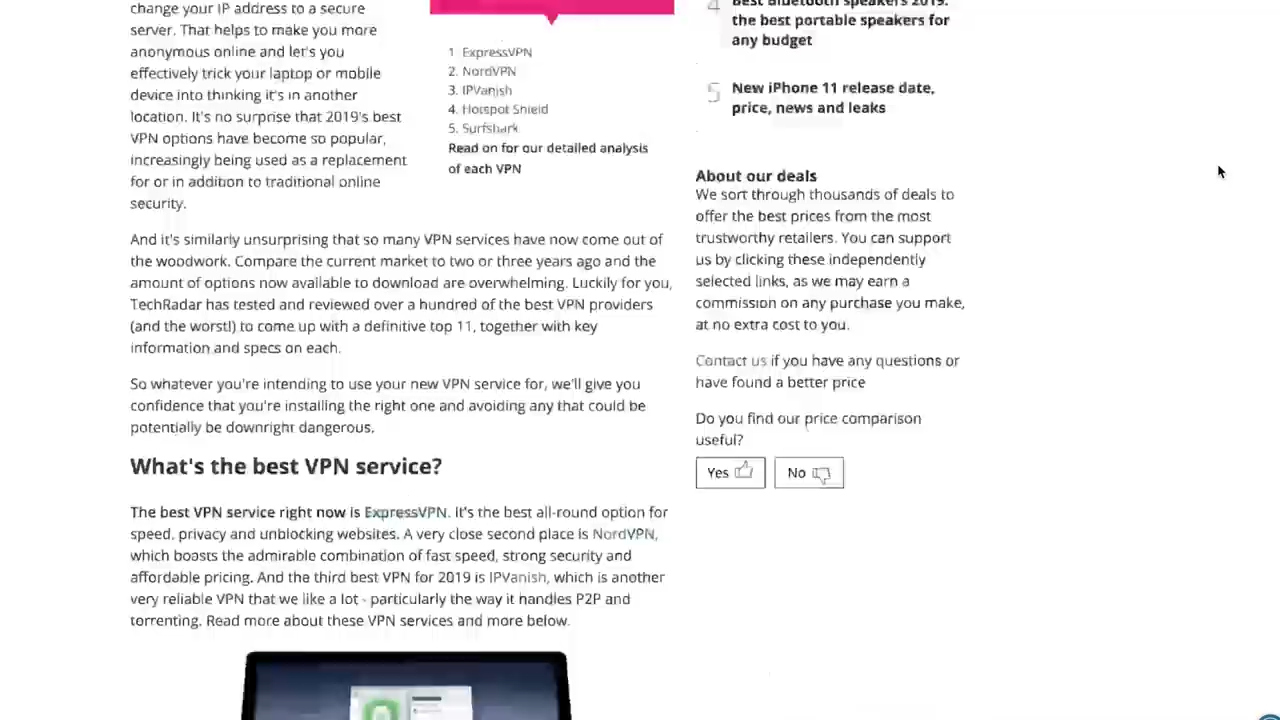 change your IP address to a secure
server. That helps to make you more
anonymous online and let's you
effectively trick your laptop or mobile
device into thinking it's in another
location. It's no surprise that 2019's best
VPN options have become so popular,
increasingly being used as a replacement
for or in addition to traditional online
security.
1 ExpressVPN
2. NordVPN
3. IPVanish
4. Hotspot Shield
5. Surfshark
Read on for our detailed analysis
of each VPN
And it's similarly unsurprising that so many VPN services have now come out of
the woodwork. Compare the current market to two or three years ago and the
amount of options now available to download are overwhelming. Luckily for you,
TechRadar has tested and reviewed over a hundred of the best VPN providers
(and the worst!) to come up with a definitive top 11, together with key
information and specs on each.
So whatever you're intending to use your new VPN service for, we'll give you
confidence that you're installing the right one and avoiding any that could be
potentially be downright dangerous.
What's the best VPN service?
The best VPN service right now is ExpressVPN. It's the best all-round option for
speed, privacy and unblocking websites. A very close second place is NordVPN,
which boasts the admirable combination of fast speed, strong security and
affordable pricing. And the third best VPN for 2019 is IPVanish, which is another
very reliable VPN that we like a lot - particularly the way it handles P2P and
torrenting. Read more about these VPN services and more below.
4 Best Bluetooth speakers 2019:
the best portable speakers for
any budget
5 New iPhone 11 release date,
price, news and leaks
About our deals
We sort through thousands of deals to
offer the best prices from the most
trustworthy retailers. You can support
us by clicking these independently
selected links, as we may earn a
commission on any purchase you make,
at no extra cost to you.
Contact us if you have any questions or
have found a better price
Do you find our price comparison
useful?
Yes
No